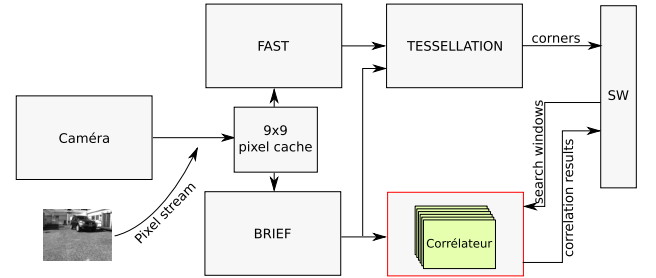 FAST
TESSELLATION
corners
SW
Caméra
9x9
pixel cache
search windows
correlation results
Pixel stream
BRIEF
Corrélateur